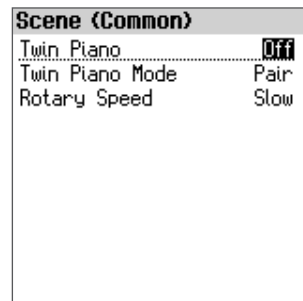 Scene (Common)
Twin Piano Off
Twin Piano Mode Pair
Rotary Speed Slow